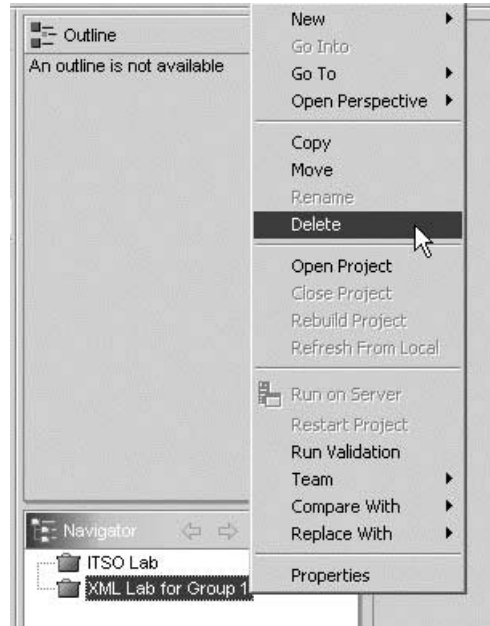 Outline
An outline is not available
New
Go Into
Go To
Open Perspective
Copy
Move
Rename
Delete
Open Project
Close Project
Rebuild Project
Refresh From Local
Run on Server
Restart Project
Run Validation
Team
Compare With
Replace With
Properties
Navigator
ITSO Lab
XML Lab for Group 1